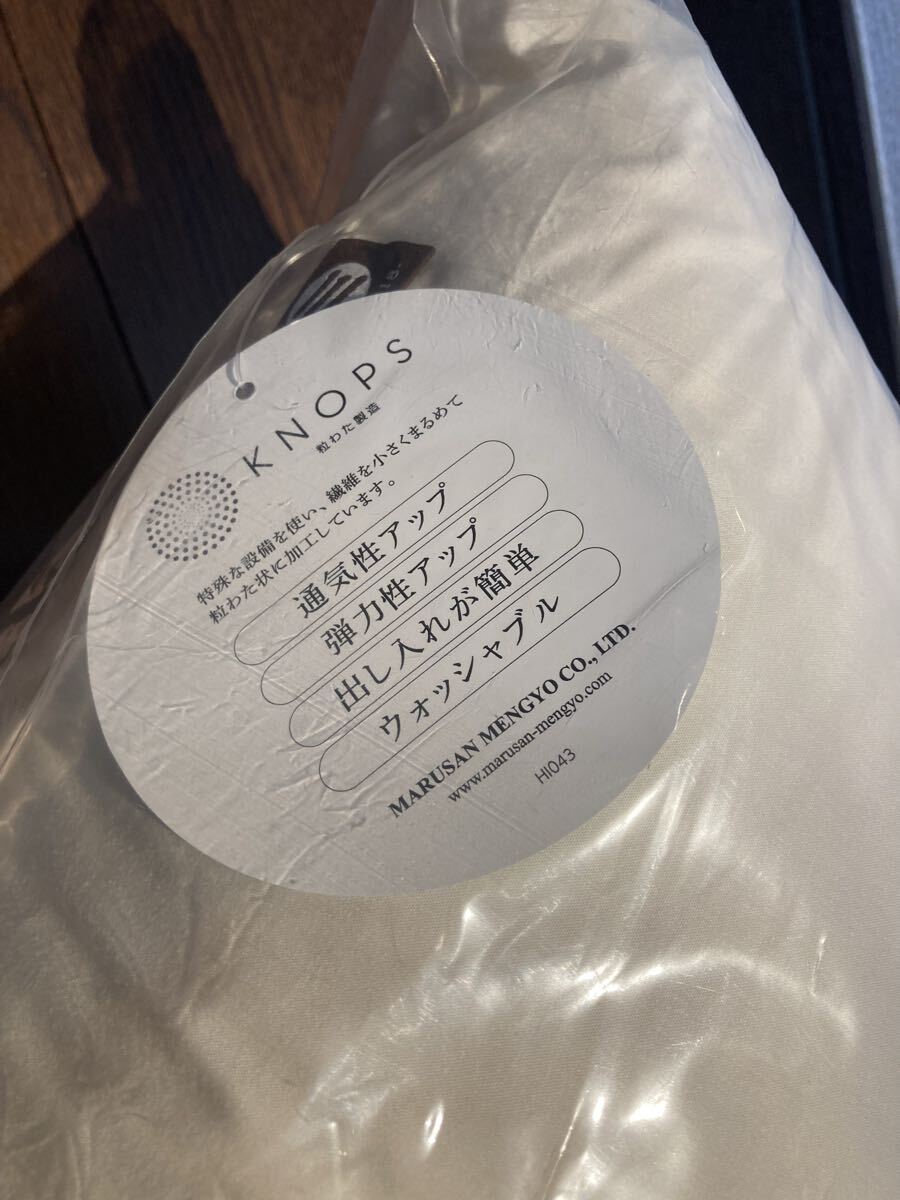 KNOPS
粒わた製造
特殊な設備を使い、繊維を小さくまるめて
粒わた状に加工しています。
通気性アップ
弾力性アップ
出し入れが簡単
ウォッシャブル
MARUSAN MENGYO CO., LTD.
www.marusan-mengyo.com
HI043